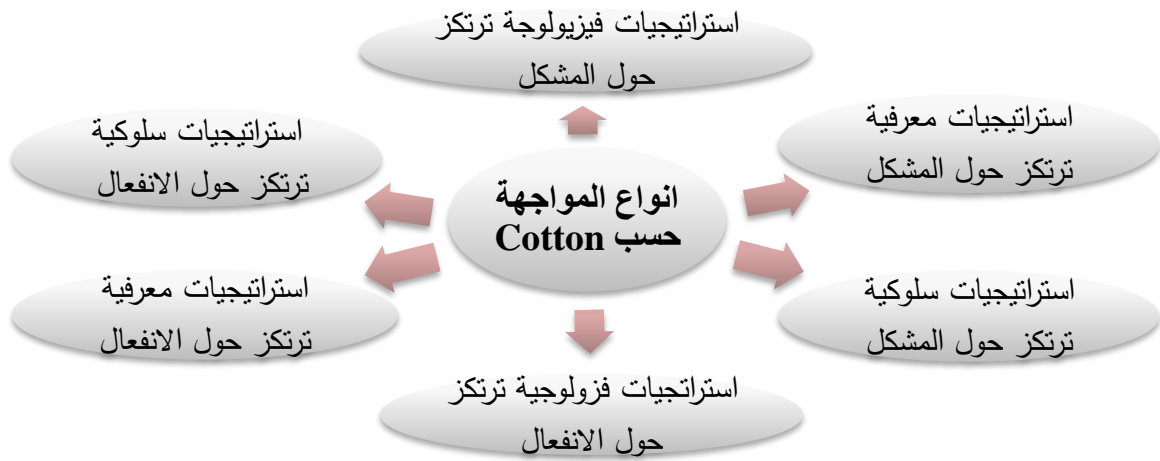 استراتيجيات فيزيولوجة ترتكز
حول المشكل
استراتيجيات معرفية
ترتكز حول المشكل
استراتيجيات سلوكية
ترتكز حول الانفعال
انواع المواجهة
حسب Cotton
استراتيجيات سلوكية
ترتكز حول المشكل
استراتيجيات معرفية
ترتكز حول الانفعال
استراتجيات فزولوجية ترتكز
حول الانفعال